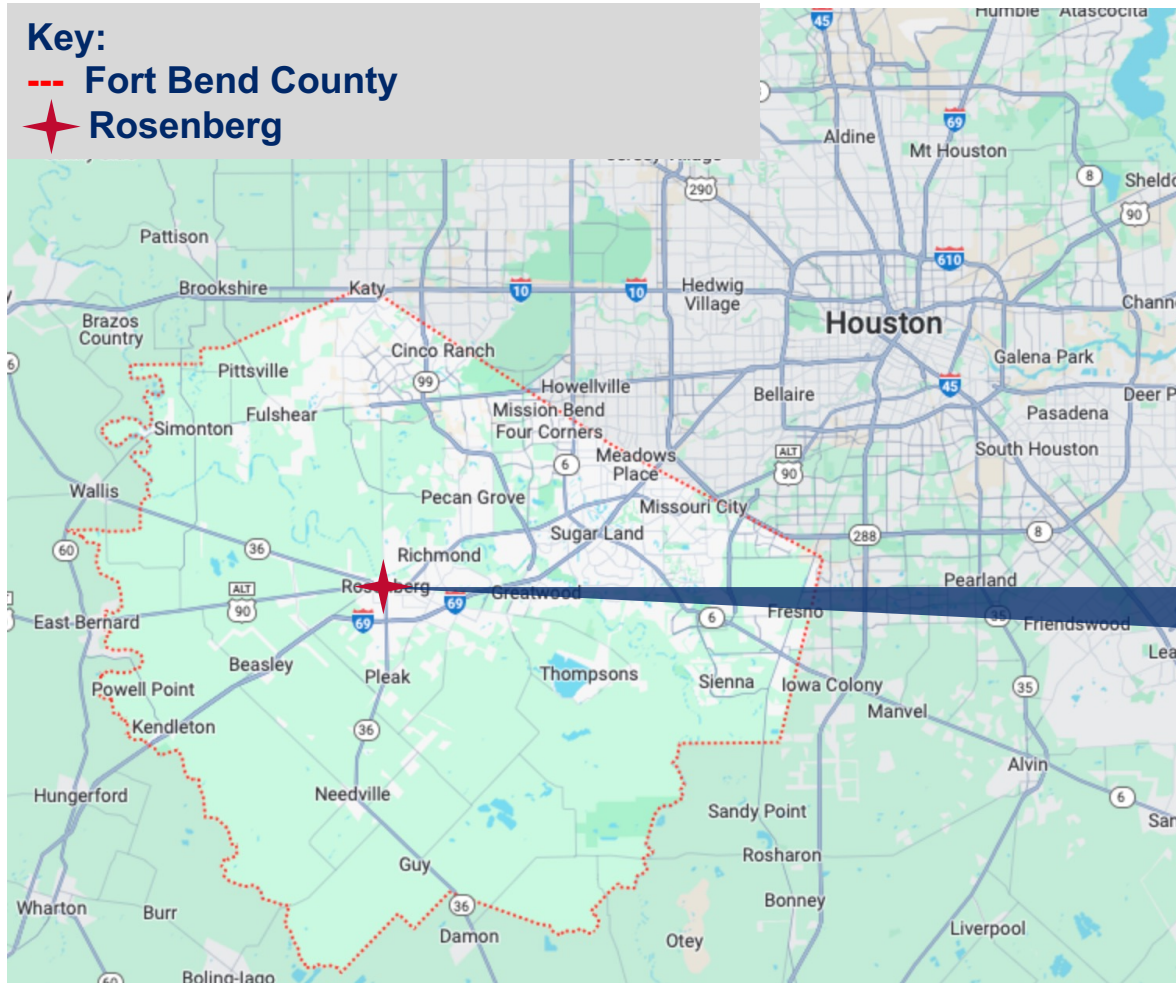 Key:
--- Fort Bend County
Rosenberg
45
Humble
Atascocita
69
Aldine
Mt Houston
8
290
90
Pattison
610
Brookshire
Katy
10
10
Hedwig
Village
Brazos
Country
Houston
Cinco Ranch
Galena Park
6
Pittsville
99
Howellville
Bellaire
45
Fulshear
Mission Bend
Four Corners
Pasadena
Simonton
Meadows
Place
ALT
90
South Houston
6
Wallis
Pecan Grove
Missouri City
60
36
Sugar Land
288
8
Richmond
ALT
90
Rosenberg
69
Greatwood
Pearland
East Bernard
69
6
Fresno
35
Friendswood
Beasley
Pleak
Thompsons
Sienna
Iowa Colony
35
Powell Point
Manvel
Kendleton
36
Alvin
Hungerford
Needville
6
Sandy Point
Guy
Rosharon
Wharton
Burr
36
Bonney
Damon
Otey
Liverpool
60
Boling-Iago